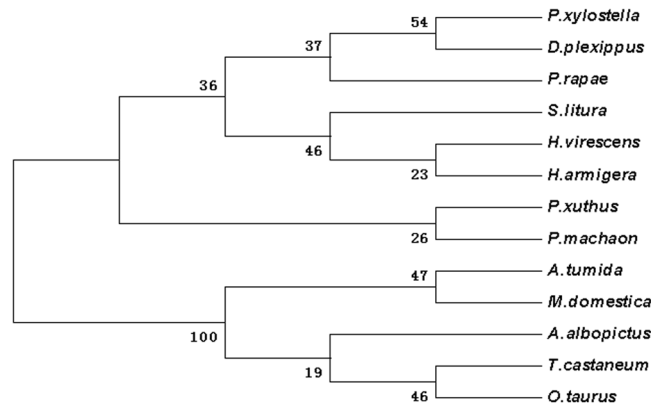 54
P.xylostella
D.plexippus
37
P.rapae
36
S.litura
46
H.virescens
23
H.armigera
P.xuthus
26
P.machaon
47
A.tumida
M.domestica
100
A.albopictus
19
T.castaneum
46
O.taurus